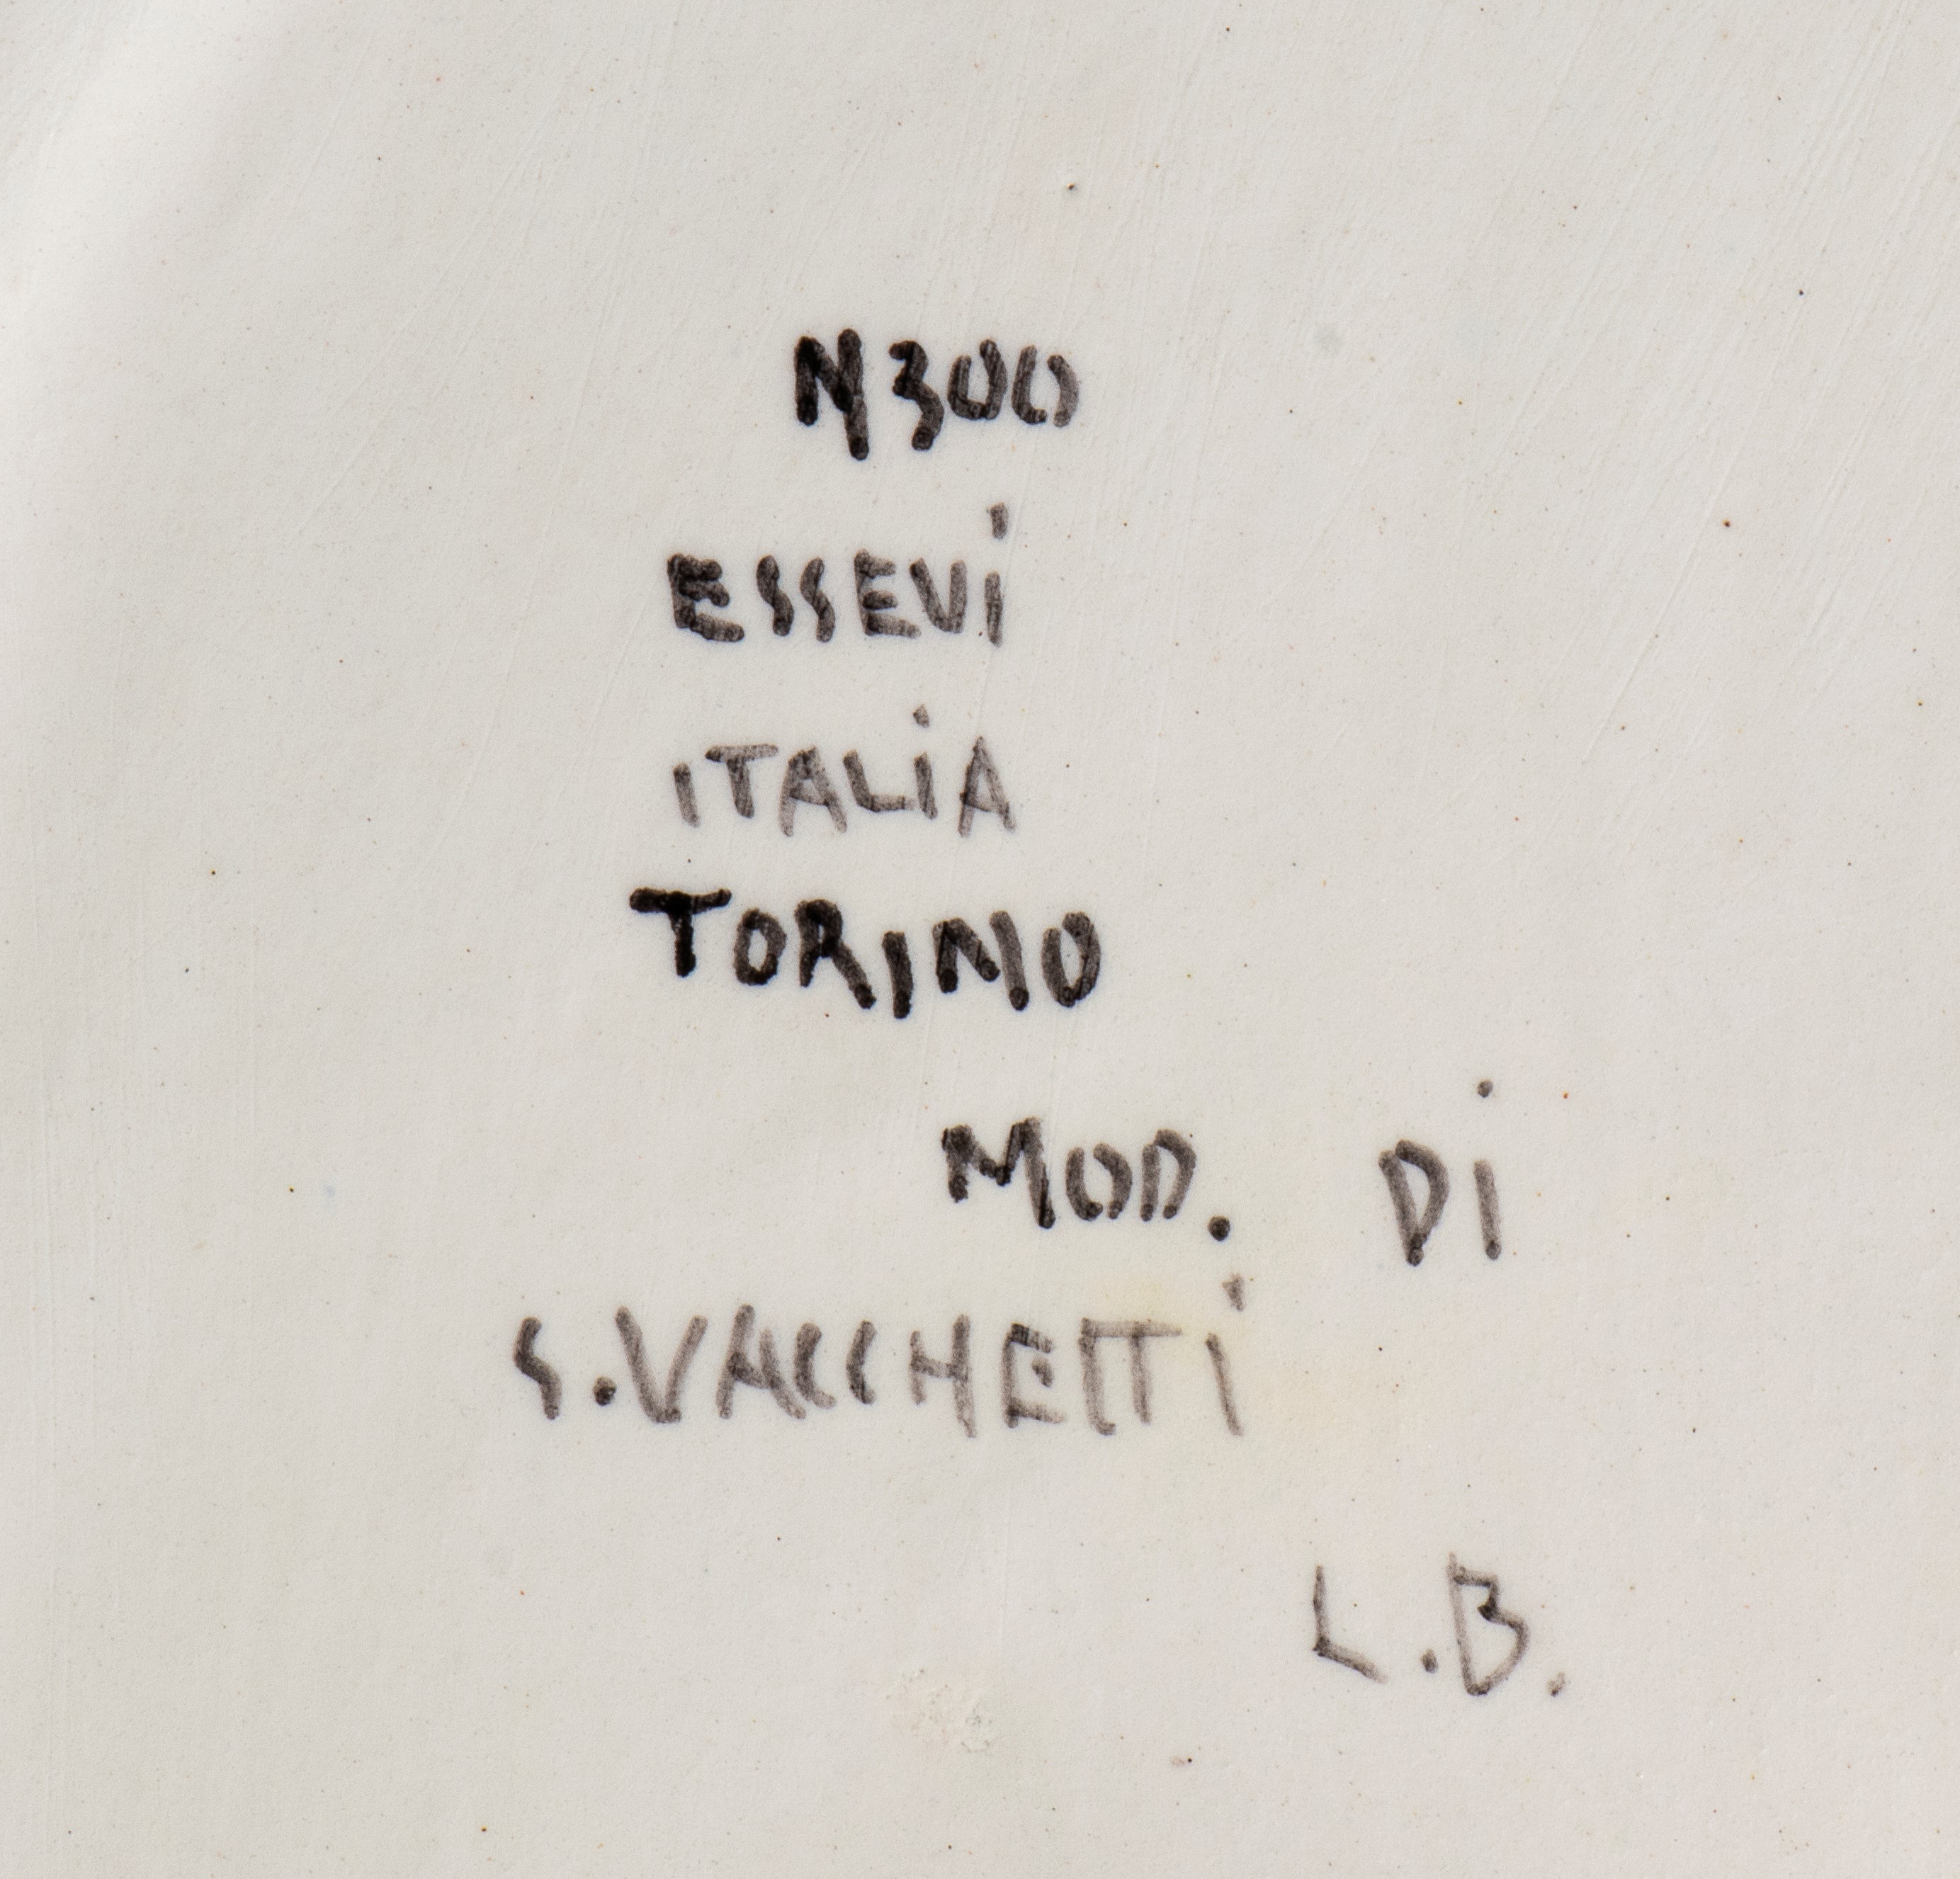 N300
ESSEVi
ITALiA
TORINO
MOD. Di
S.VACCHETTi
L.B.